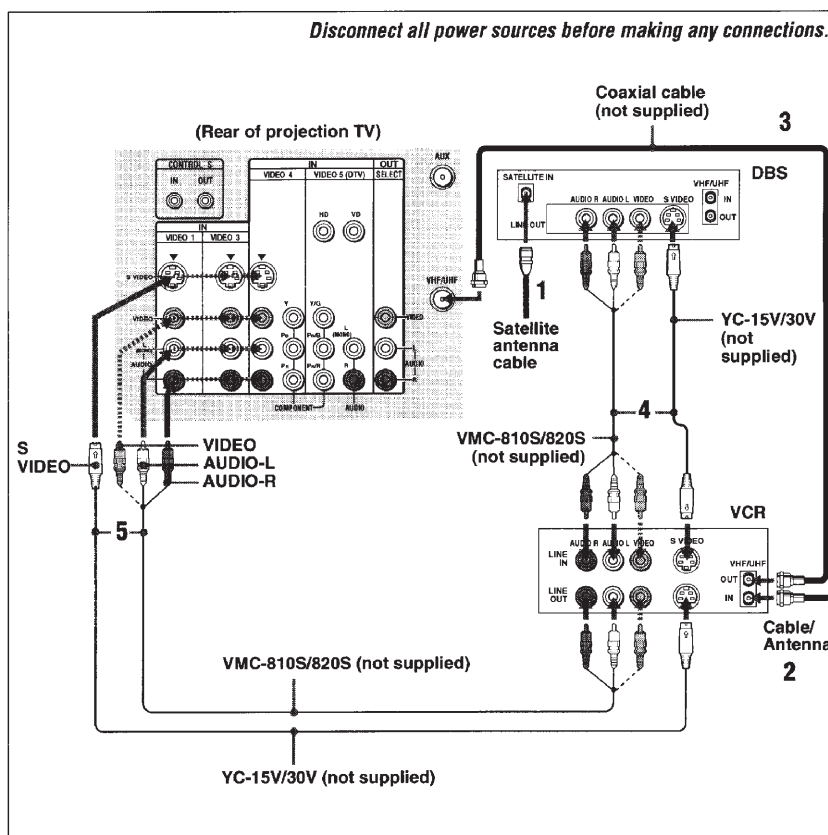 Disconnect all power sources before making any connections.
Coaxial cable
(not supplied)
3
(Rear of projection TV)
CONTROL S
IN OUT
IN
VIDEO 4 VIDEO 5 (DTV)
OUT
SELECT
AUX
HD VD
IN
VIDEO 1 VIDEO 3
S VIDEO
VIDEO
L
AUDIO
R
Y Y/G
L
(MONO)
R
COMPONENT
AUDIO
VIDEO
L
AUDIO
R
VHF/UHF
DBS
SATELLITE IN
AUDIO R AUDIO L VIDEO S VIDEO
VHF/UHF
IN
OUT
LINE OUT
1
Satellite
antenna
cable
YC-15V/30V
(not
supplied)
4
VMC-810S/820S
(not supplied)
S
VIDEO
VIDEO
AUDIO-L
AUDIO-R
5
VCR
AUDIO R AUDIO L VIDEO S VIDEO
LINE
IN
LINE
OUT
VHF/UHF
OUT
IN
Cable/
Antenna
2
VMC-810S/820S (not supplied)
YC-15V/30V (not supplied)